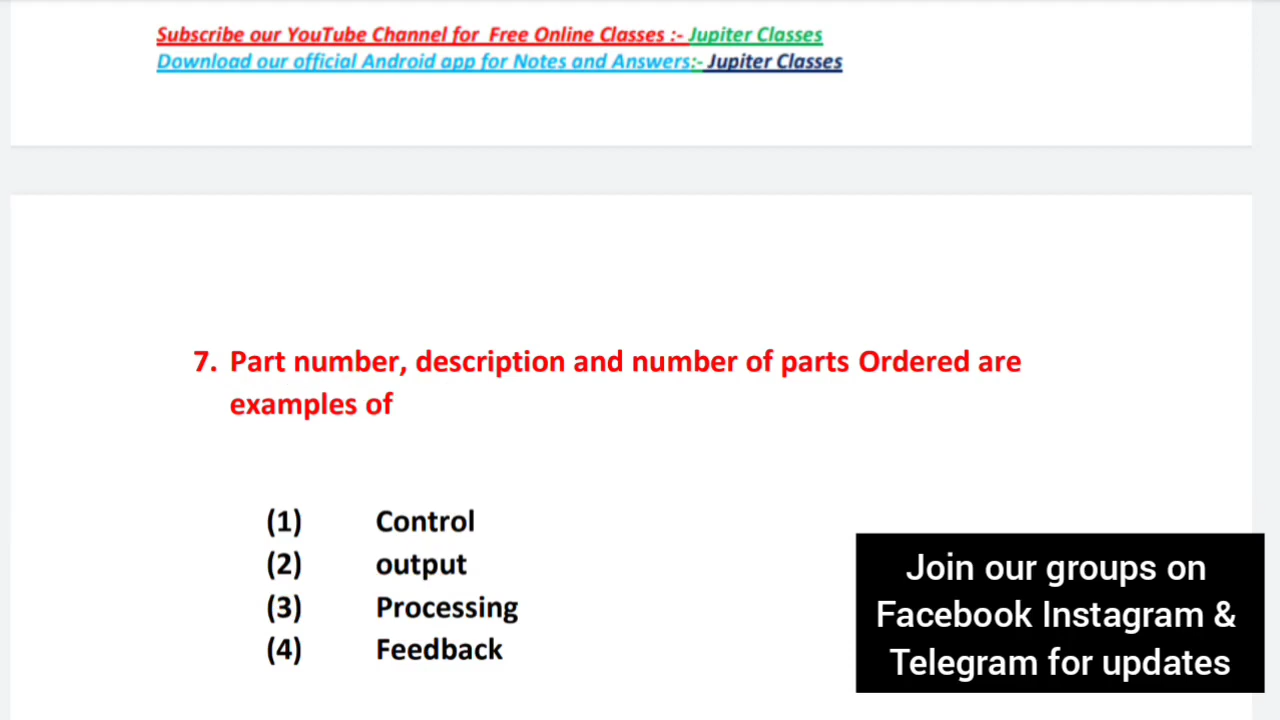 Subscribe our YouTube Channel for Free Online Classes :- Jupiter Classes
Download our official Android app for Notes and Answers:- Jupiter Classes
7. Part number, description and number of parts Ordered are
examples of
(1) Control
(2) output
(3) Processing
(4) Feedback
Join our groups on
Facebook Instagram &
Telegram for updates